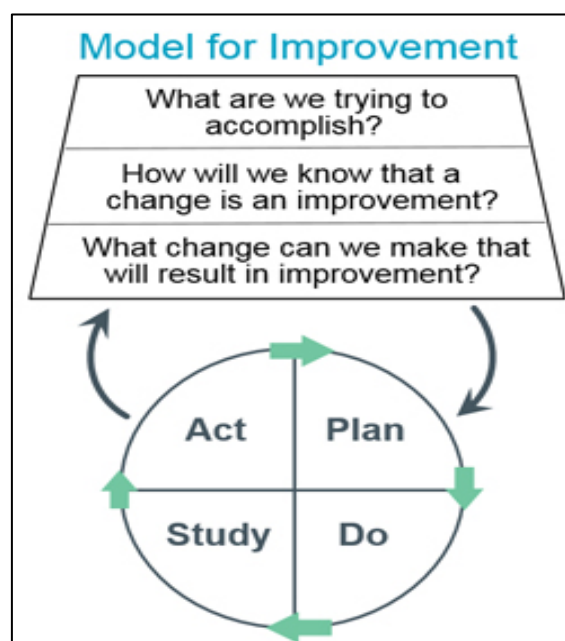 Model for Improvement
What are we trying to
accomplish?
How will we know that a
change is an improvement?
What change can we make that
will result in improvement?
Act
Plan
Study
Do